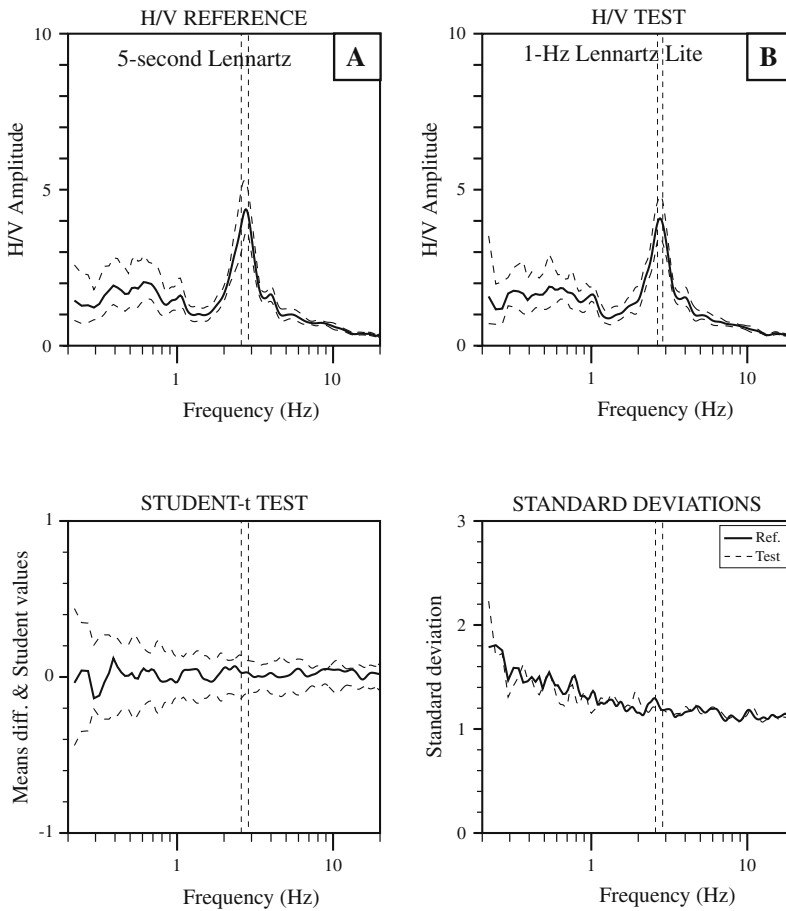 H/V REFERENCE
10
5-second Lennartz
A
H/V Amplitude
5
0
1
10
Frequency (Hz)
H/V TEST
10
1-Hz Lennartz Lite
B
H/V Amplitude
5
0
1
10
Frequency (Hz)
STUDENT-t TEST
1
Means diff. & Student values
0
-1
1
10
Frequency (Hz)
STANDARD DEVIATIONS
3
Ref.
Test
2
Standard deviation
1
0
1
10
Frequency (Hz)